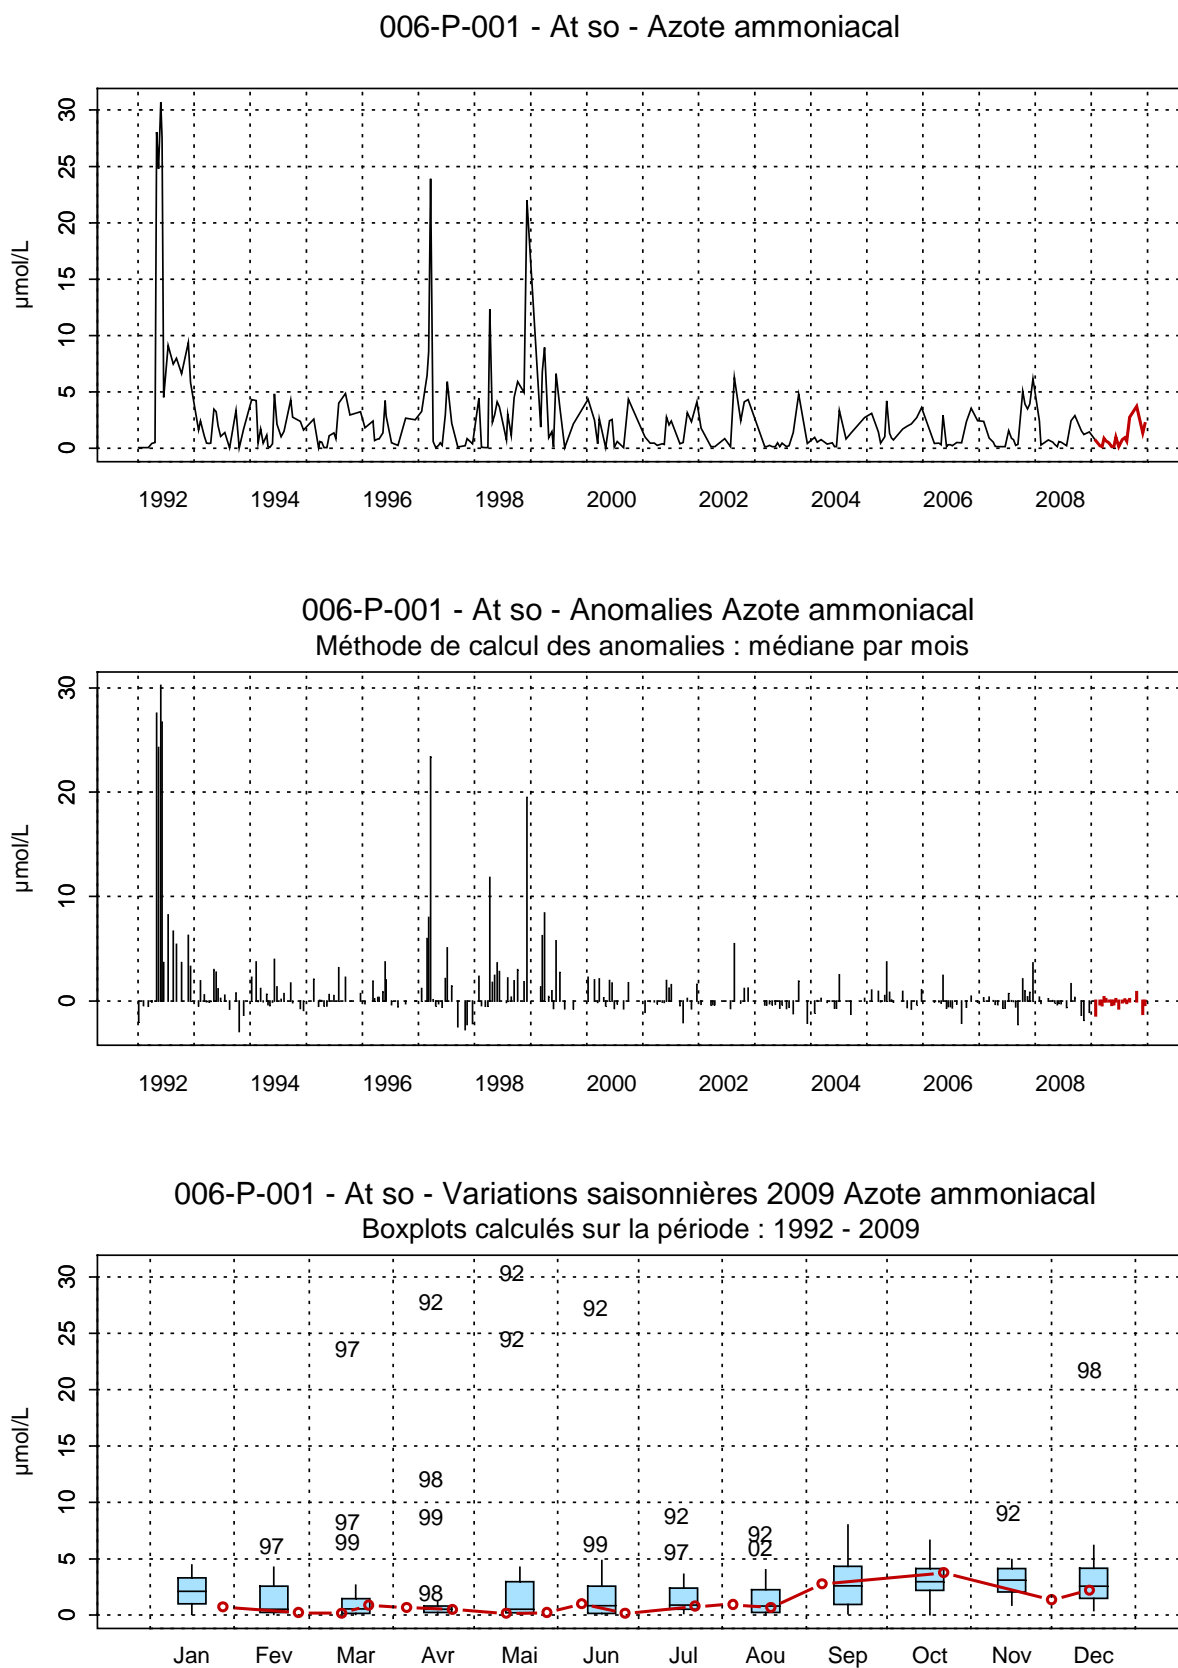 006-P-001 - At so - Azote ammoniacal
30
25
20
15
10
5
0
µmol/L
1992 1994 1996 1998 2000 2002 2004 2006 2008
006-P-001 - At so - Anomalies Azote ammoniacal
Méthode de calcul des anomalies : médiane par mois
30
20
10
0
µmol/L
1992 1994 1996 1998 2000 2002 2004 2006 2008
006-P-001 - At so - Variations saisonnières 2009 Azote ammoniacal
Boxplots calculés sur la période : 1992 - 2009
30
25
20
15
10
5
0
µmol/L
92
92 92
92
97
98
98
97 99 99 92 92
97 99 98 99 97 92 02
Jan Fev Mar Avr Mai Jun Jul Aou Sep Oct Nov Dec